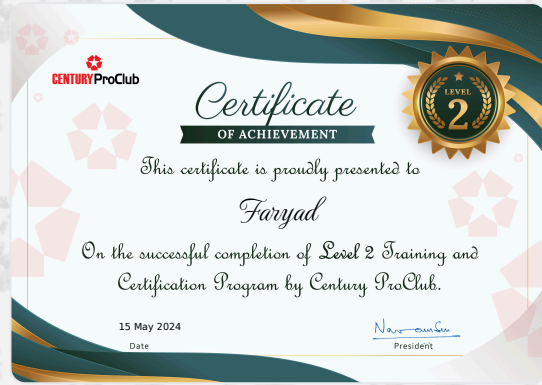 CENTURY ProClub
Certificate
OF ACHIEVEMENT
LEVEL
2
This certificate is proudly presented to
Faryad
On the successful completion of Level 2 Training and
Certification Program by Century ProClub.
15 May 2024
Date
President